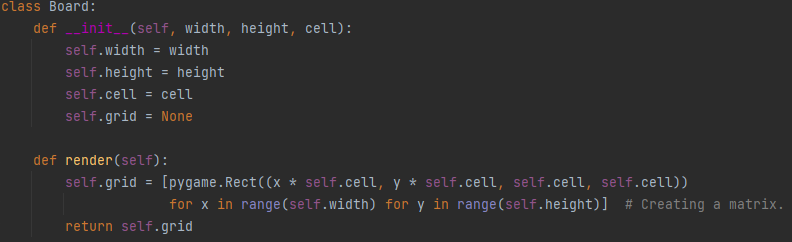 class Board:
    def __init__(self, width, height, cell):
        self.width = width
        self.height = height
        self.cell = cell
        self.grid = None

    def render(self):
        self.grid = [pygame.Rect((x * self.cell, y * self.cell, self.cell, self.cell))
                     for x in range(self.width) for y in range(self.height)]  # Creating a matrix.
        return self.grid